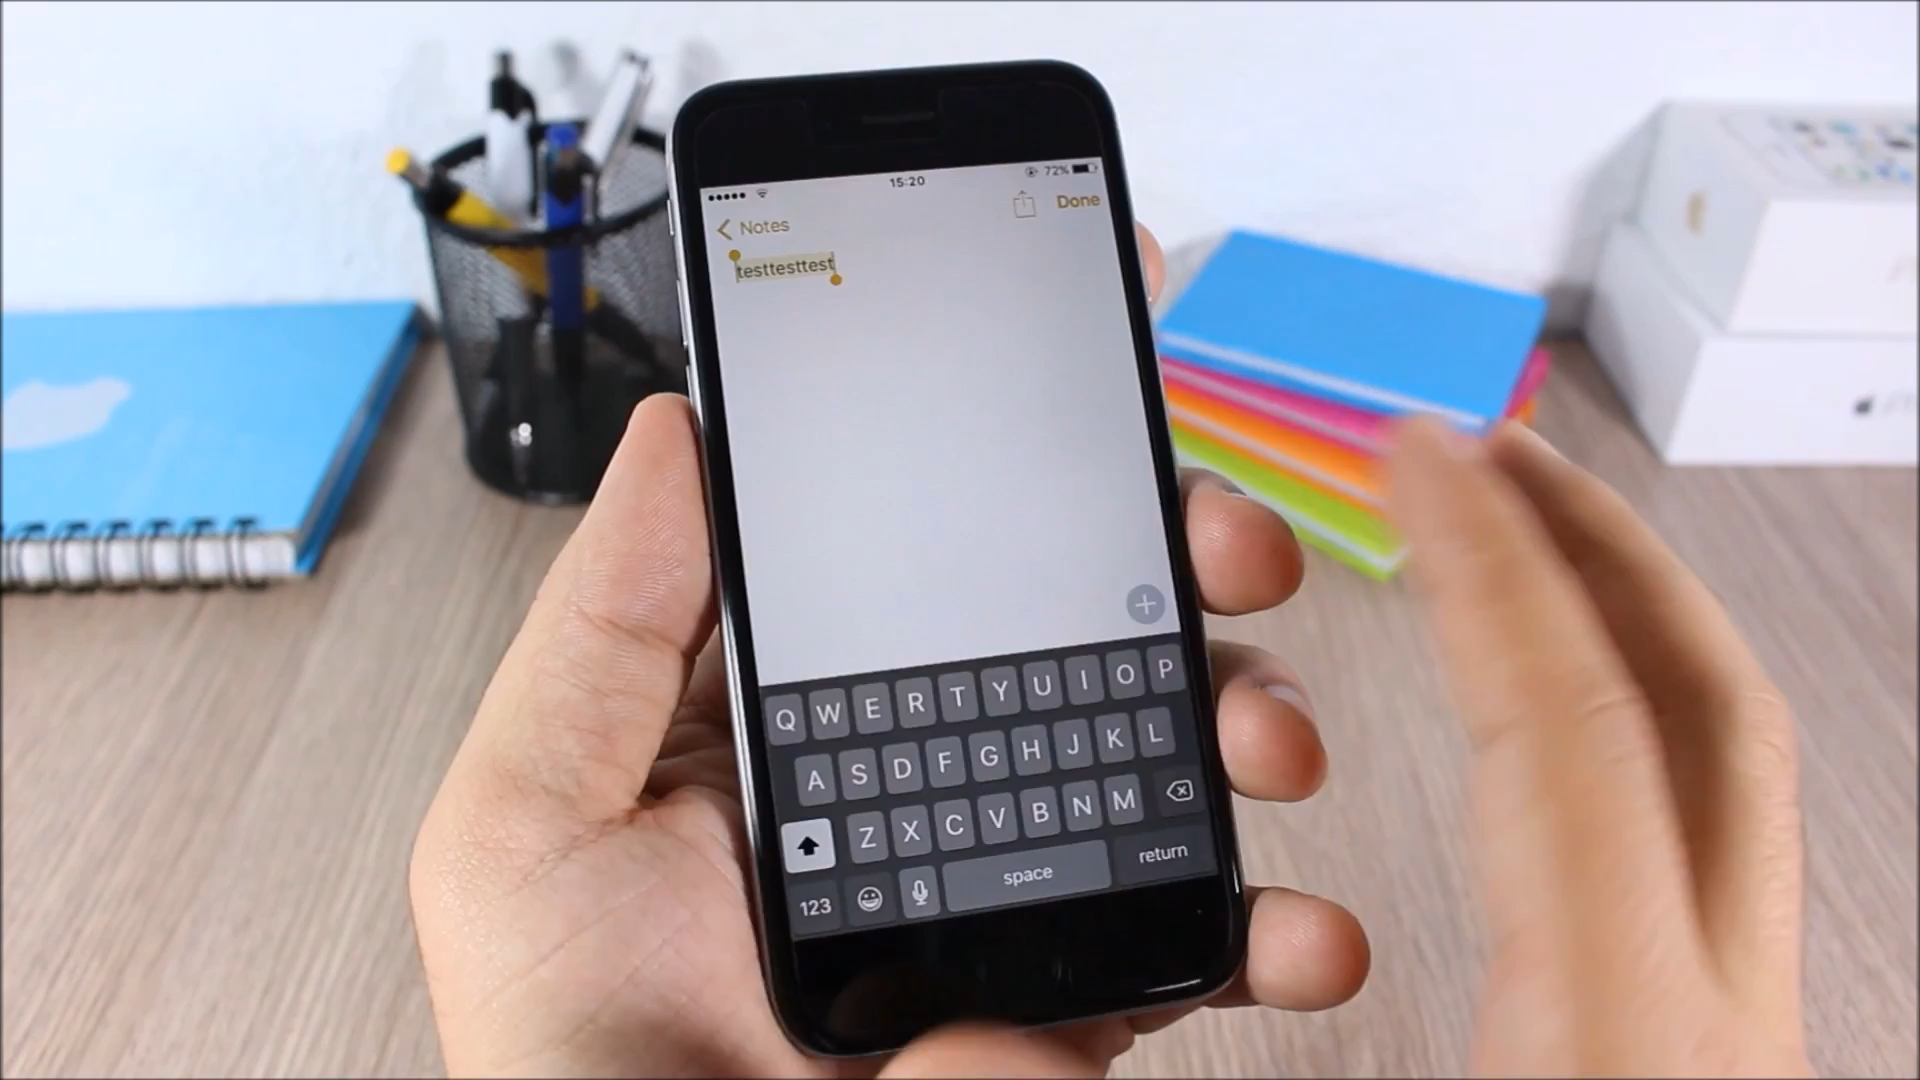 15:20
72%
Notes
Done
testtesttest
Q W E R T Y U I O P
A S D F G H J K L
Z X C V B N M
123
space
return